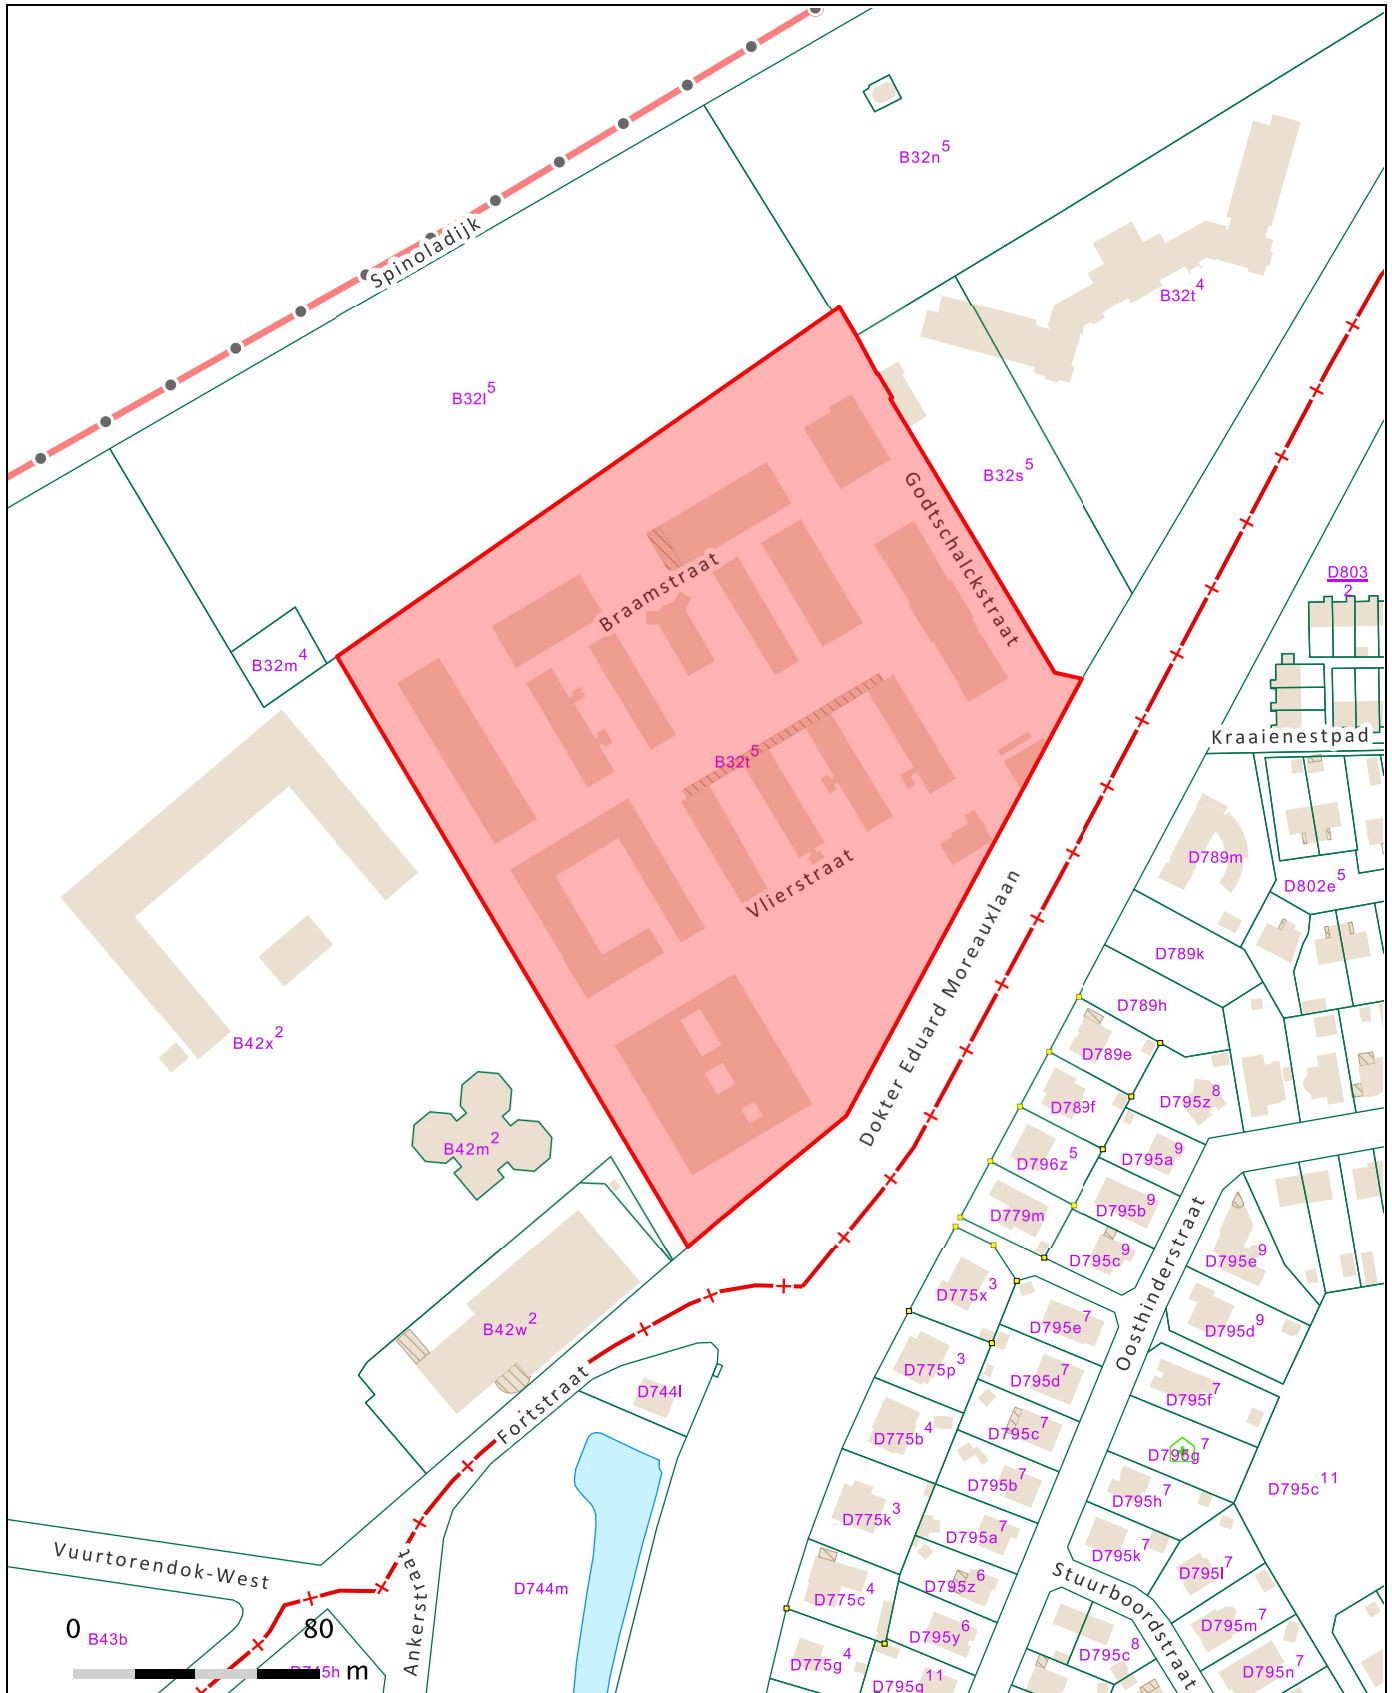 B32n5
Spinoladijk
B32t4
B32l5
B32s5
Godtschalckstraat
Braamstraat
D803
2
B32m4
Kraaienestpad
B32t5
D789m
Vlierstraat
D802e5
D789k
Dokter Eduard Moreauxlaan
D789h
B42x2
D789e
D795z8
D789f
B42m2
D795a9
D796z5
D795b9
D779m
D795c9
D795e9
Oosthinderstraat
D775x3
D795e7
D795d9
B42w2
D775p3
D795d7
D744l
D795f7
Fortstraat
D775b4
D795c7
D795g7
D795b7
D795c11
D795h7
D775k3
D795a7
Vuurtorendok-West
D795k7
D795l7
Ankerstraat
D744m
D775c4
D795z6
Stuurboordstraat
D795m7
0
80
B43b
D795y6
D795c8
D775g4
D745h
m
D795n7
D795q11